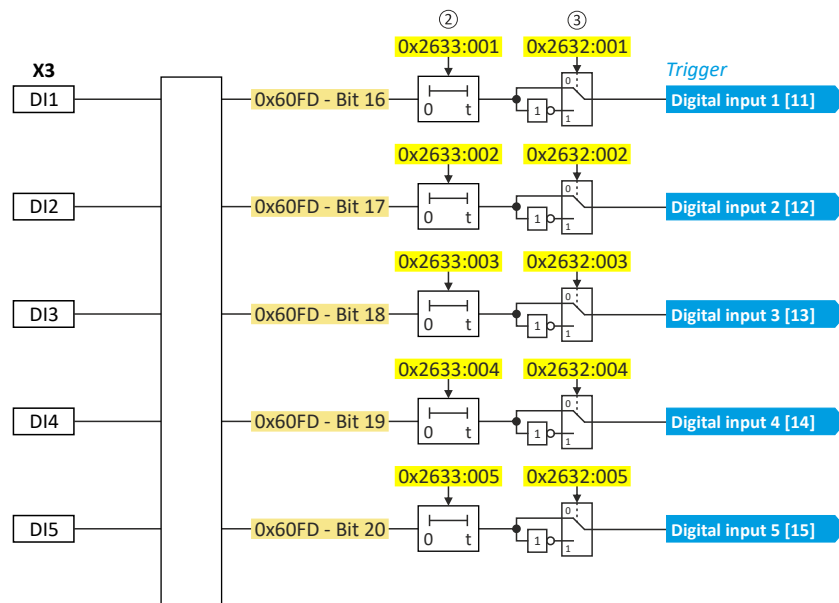 ② ③
0x2633:001 0x2632:001
X3 Trigger
DI1 0x60FD - Bit 16 0 t 1 0 1 Digital input 1 [11]
0x2633:002 0x2632:002
DI2 0x60FD - Bit 17 0 t 1 0 1 Digital input 2 [12]
0x2633:003 0x2632:003
DI3 0x60FD - Bit 18 0 t 1 0 1 Digital input 3 [13]
0x2633:004 0x2632:004
DI4 0x60FD - Bit 19 0 t 1 0 1 Digital input 4 [14]
0x2633:005 0x2632:005
DI5 0x60FD - Bit 20 0 t 1 0 1 Digital input 5 [15]